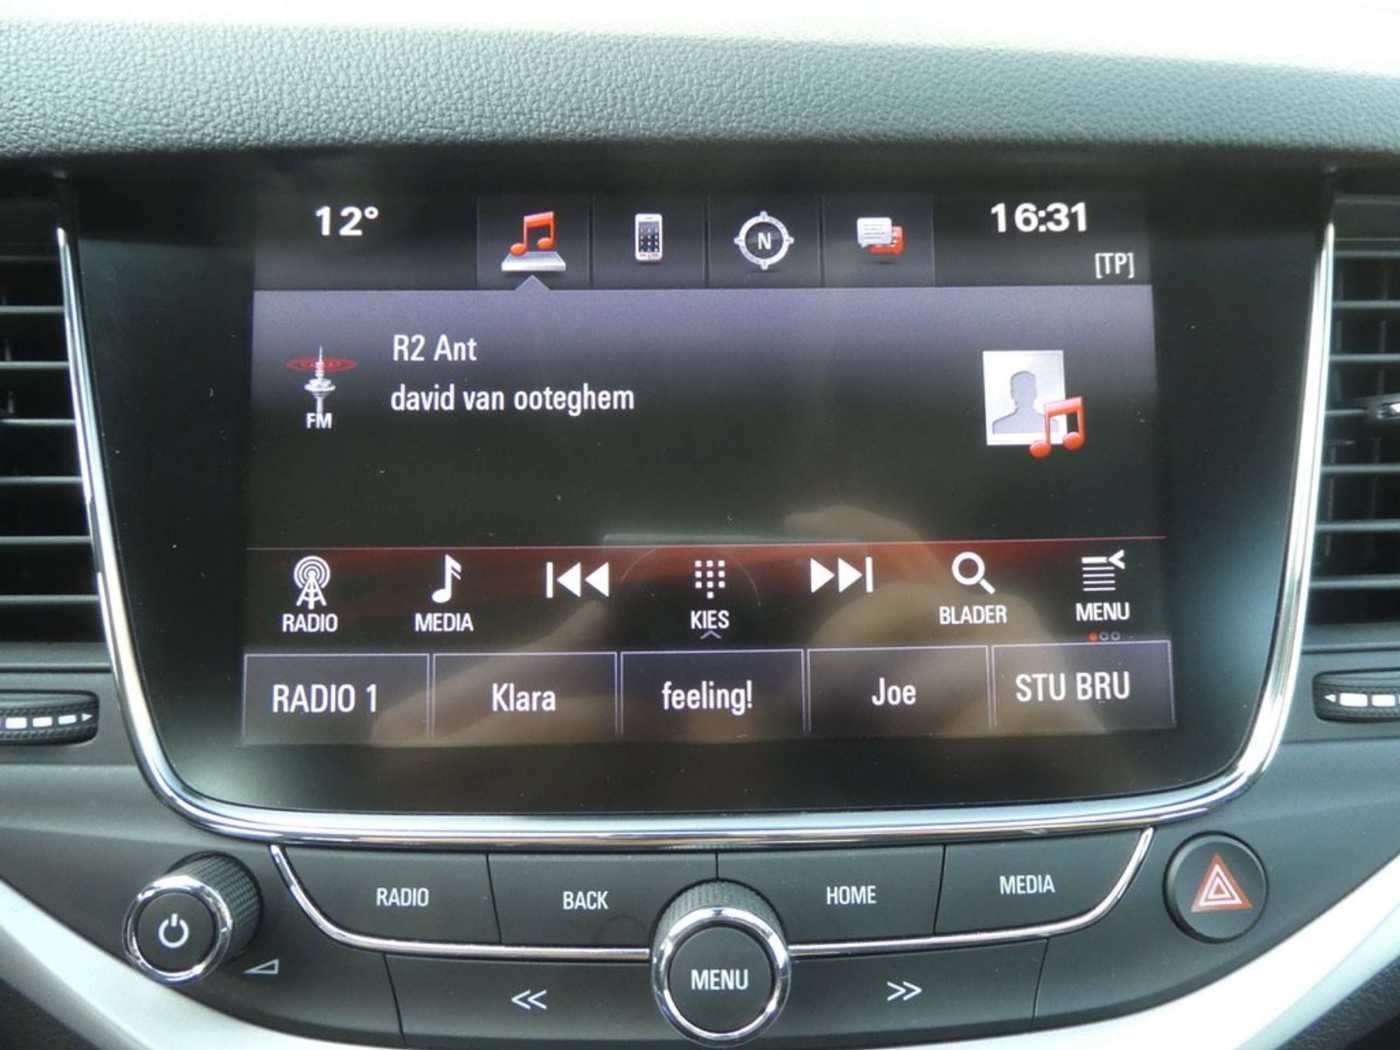 12°
N
16:31
[TP]
R2 Ant
david van ooteghem
FM
RADIO
MEDIA
KIES
BLADER
MENU
RADIO 1
Klara
feeling!
Joe
STU BRU
RADIO
BACK
HOME
MEDIA
MENU